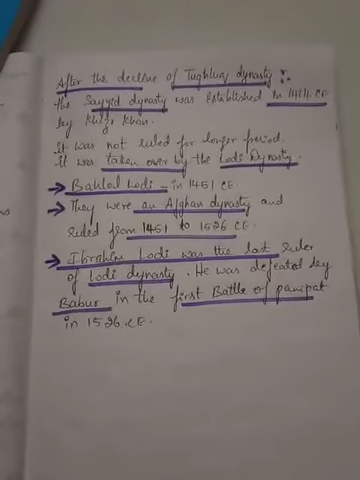 After the decline of Tughluq dynasty :-
the Sayyid dynasty was established in 1414 CE
by Khizr Khan.
It was not ruled for longer period.
It was taken over by the Lodi Dynasty.
→ Bahlol Lodi - in 1451 CE.
→ They were an Afghan dynasty and
ruled from 1451 to 1526 CE.
→ Ibrahim Lodi was the last ruler
of Lodi dynasty. He was defeated by
Babur in the first Battle of panipat
in 1526 CE.